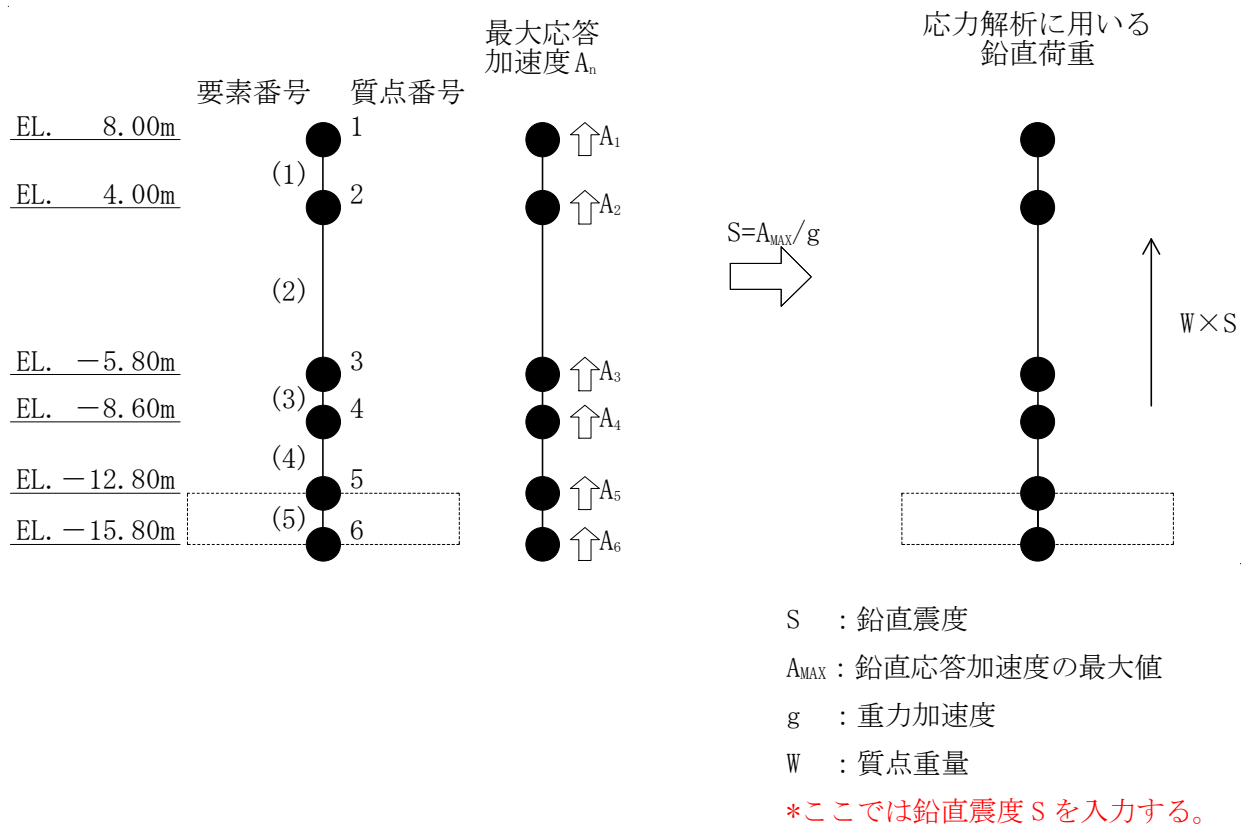 最大応答
加速度Aₙ
応力解析に用いる
鉛直荷重
要素番号
質点番号
EL. 8.00m
1
A₁
(1)
EL. 4.00m
2
A₂
S=A_MAX/g
(2)
W×S
EL. －5.80m
3
A₃
(3)
EL. －8.60m
4
A₄
(4)
EL.－12.80m
5
A₅
(5)
EL.－15.80m
6
A₆
S ：鉛直震度
A_MAX：鉛直応答加速度の最大値
g ：重力加速度
W ：質点重量
*ここでは鉛直震度 S を入力する。